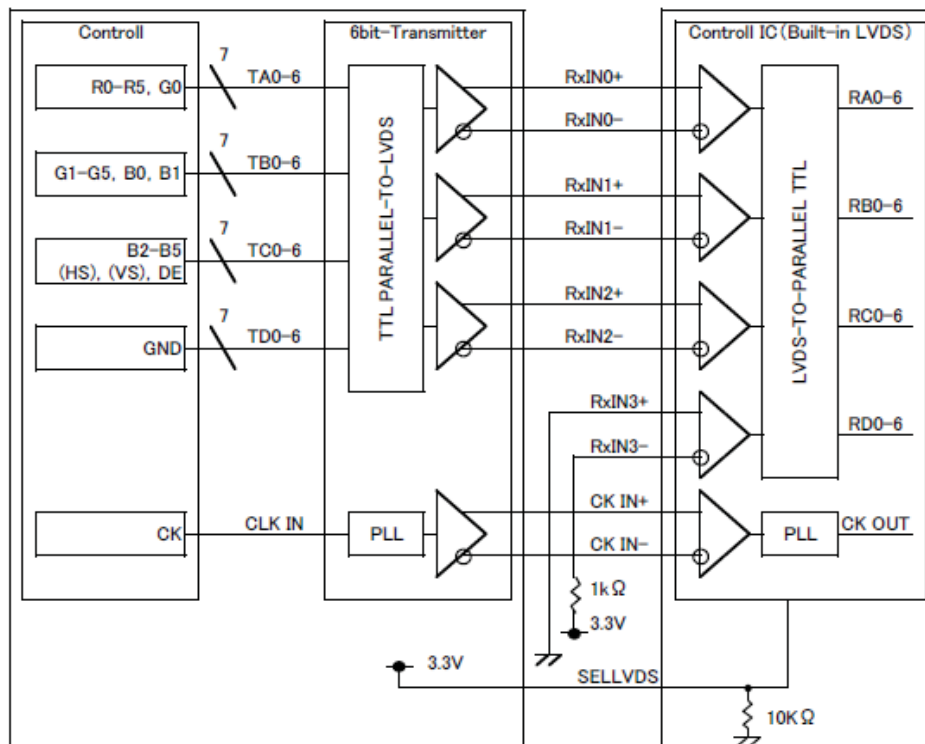 Controll
6bit-Transmitter
Controll IC(Built-in LVDS)
7
R0-R5, G0
TA0-6
RxIN0+
RA0-6
RxIN0-
7
G1-G5, B0, B1
TB0-6
RxIN1+
RB0-6
RxIN1-
7
B2-B5
(HS), (VS), DE
TC0-6
RxIN2+
RC0-6
RxIN2-
7
GND
TD0-6
TTL PARALLEL-TO-LVDS
LVDS-TO-PARALLEL TTL
RxIN3+
RD0-6
RxIN3-
CK
CLK IN
PLL
CK IN+
CK IN-
PLL
CK OUT
1kΩ
3.3V
3.3V
SELLVDS
10KΩ